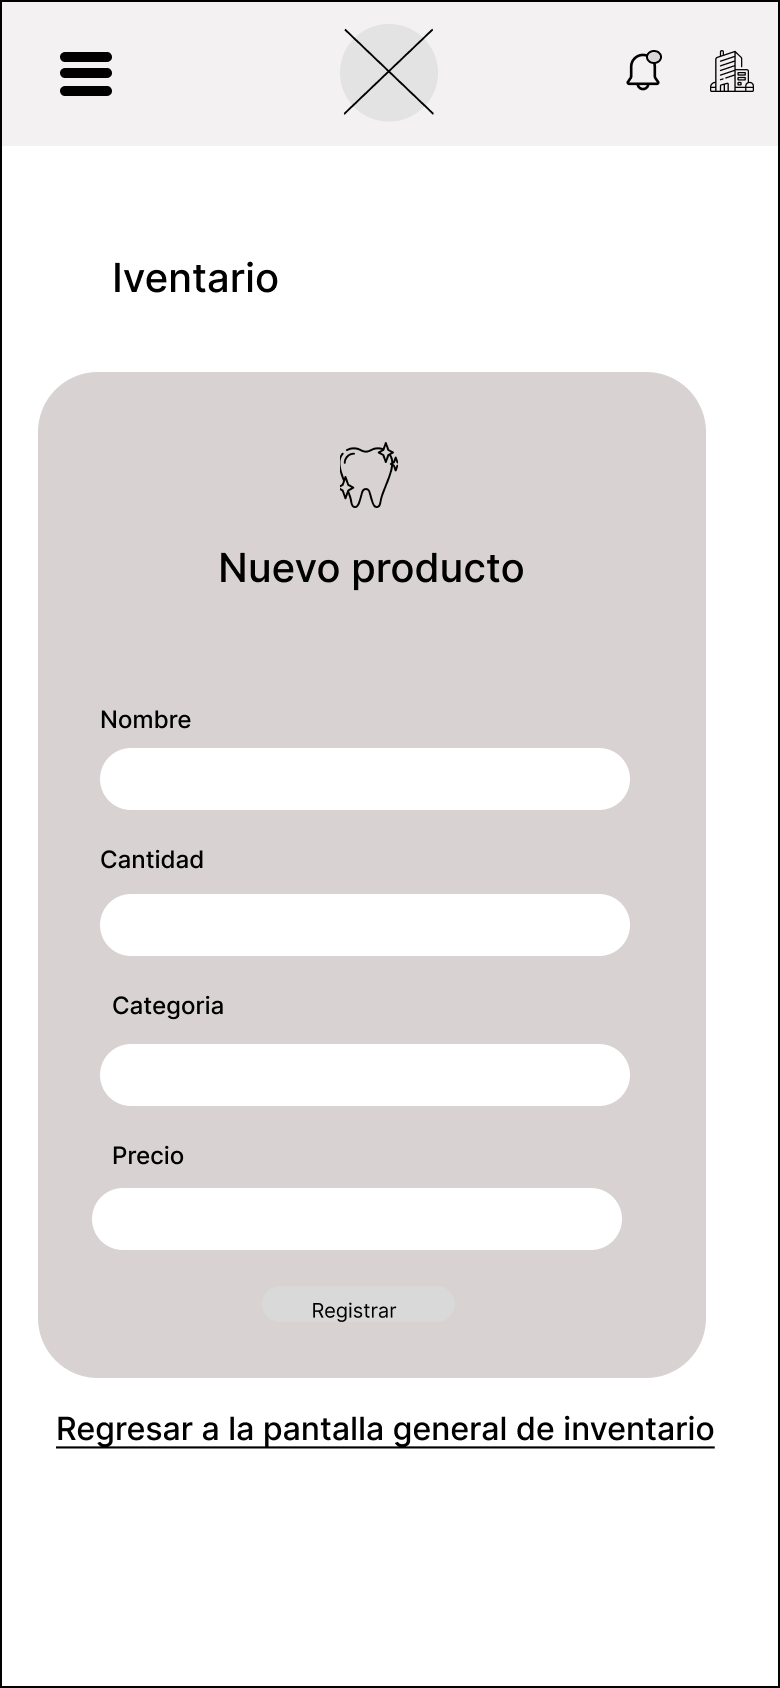 Iventario
Nuevo producto
Nombre
Cantidad
Categoria
Precio
Registrar
Regresar a la pantalla general de inventario